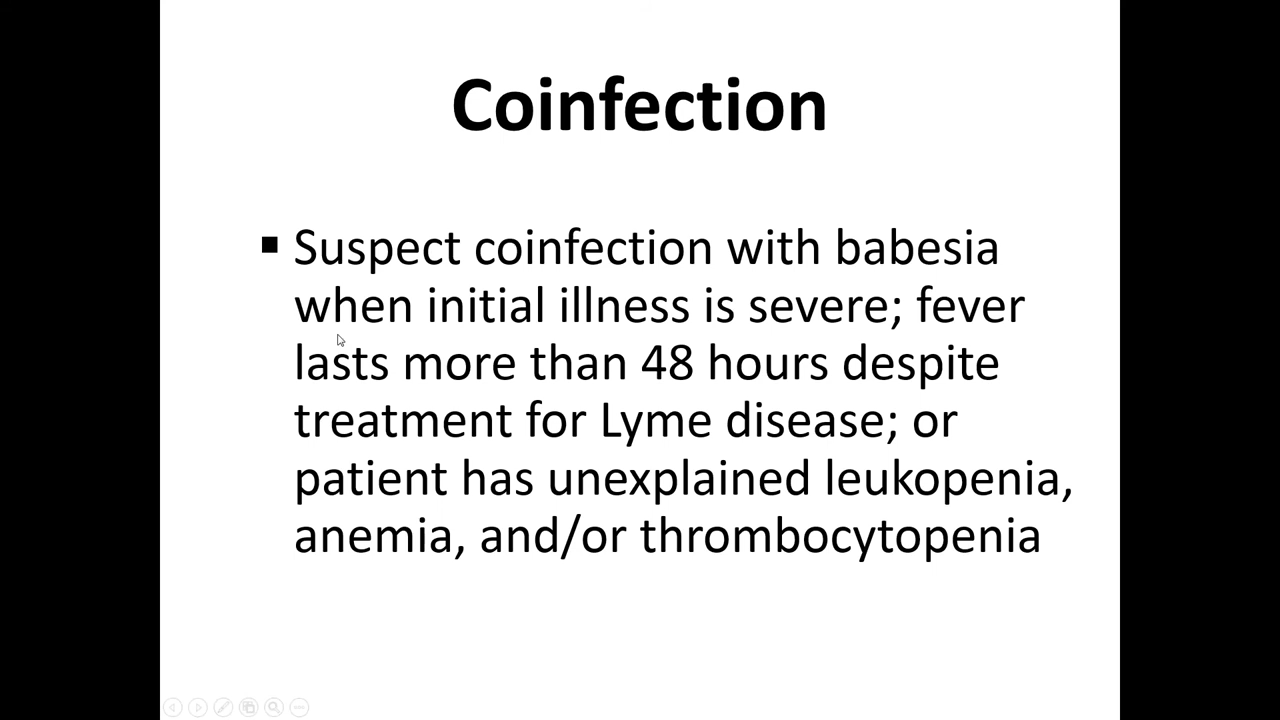 Coinfection
▪ Suspect coinfection with babesia
when initial illness is severe; fever
lasts more than 48 hours despite
treatment for Lyme disease; or
patient has unexplained leukopenia,
anemia, and/or thrombocytopenia